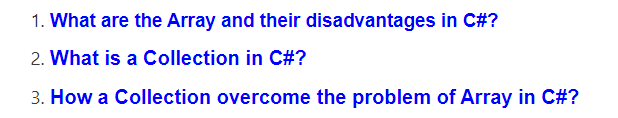 1. What are the Array and their disadvantages in C#?
2. What is a Collection in C#?
3. How a Collection overcome the problem of Array in C#?